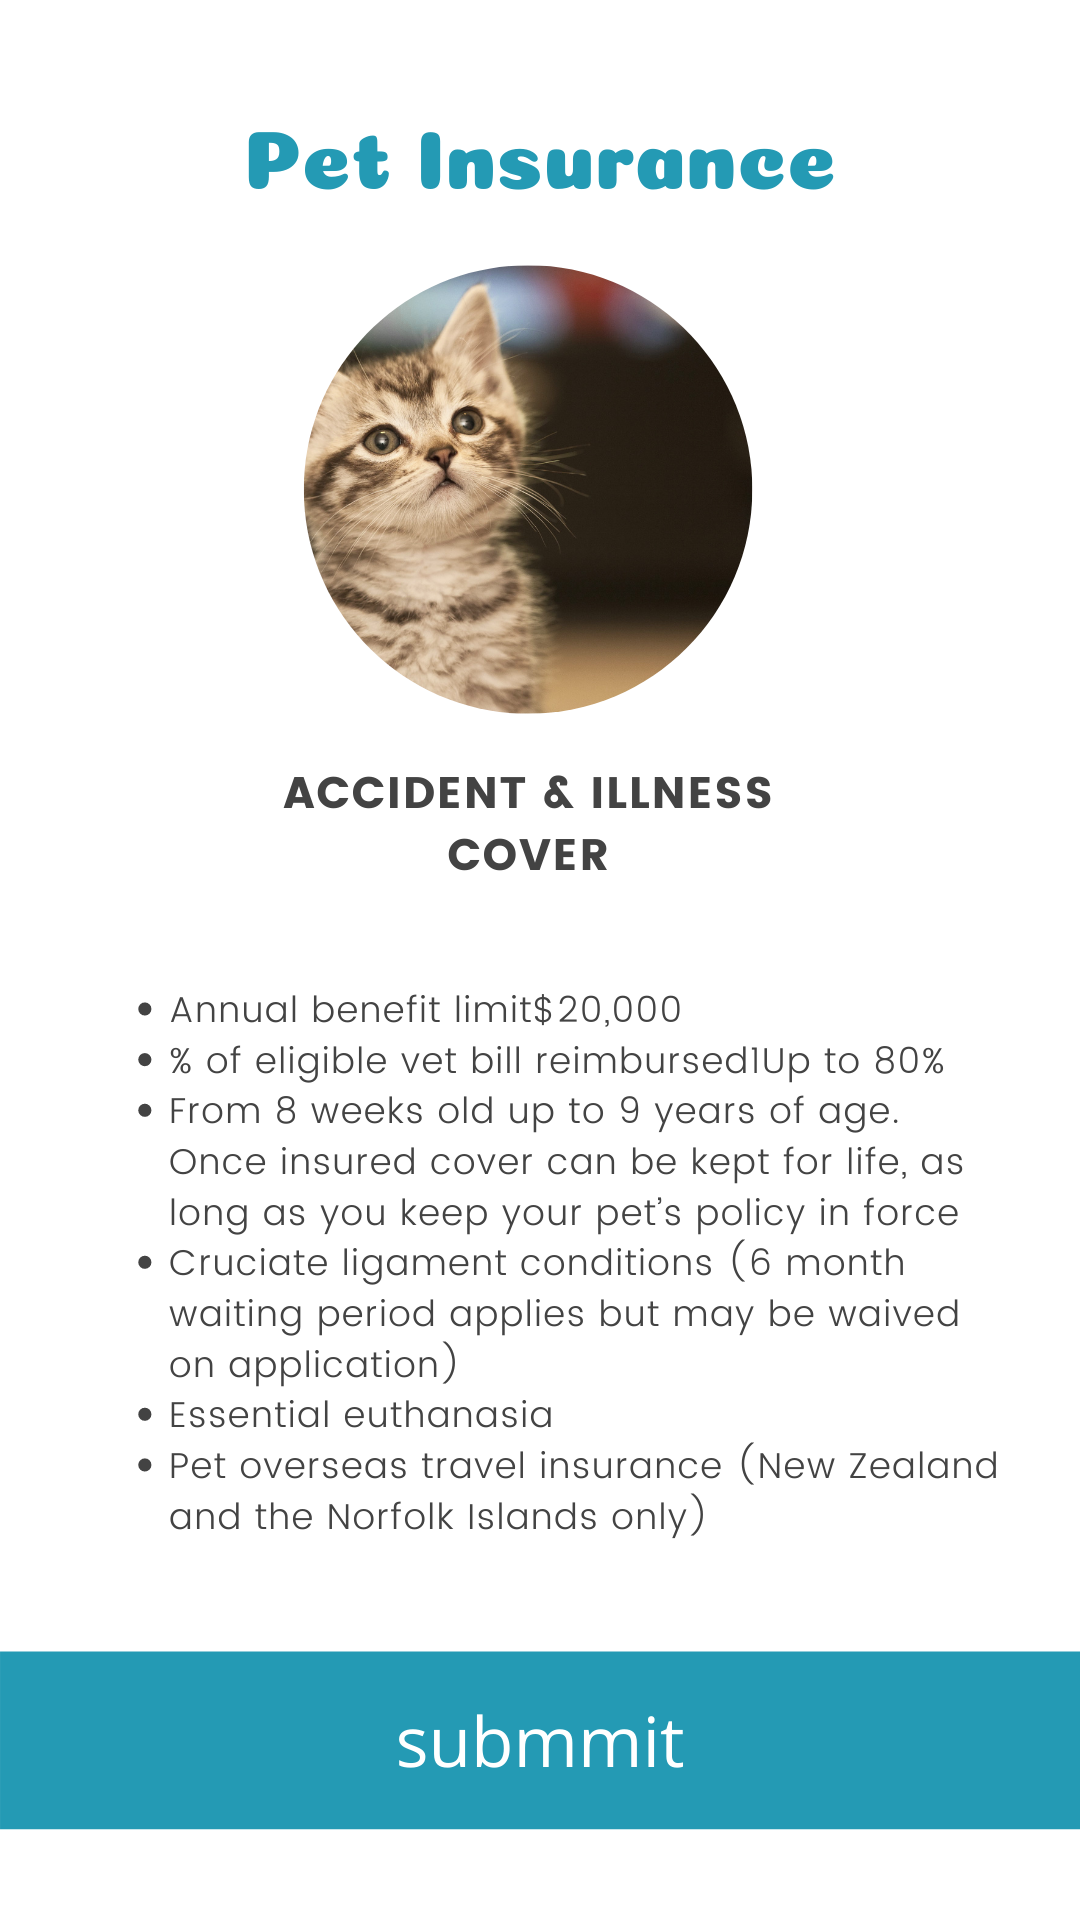 Pet Insurance
ACCIDENT & ILLNESS
COVER
• Annual benefit limit$20,000
• % of eligible vet bill reimbursed1Up to 80%
• From 8 weeks old up to 9 years of age.
Once insured cover can be kept for life, as
long as you keep your pet’s policy in force
• Cruciate ligament conditions (6 month
waiting period applies but may be waived
on application)
• Essential euthanasia
• Pet overseas travel insurance (New Zealand
and the Norfolk Islands only)
submmit